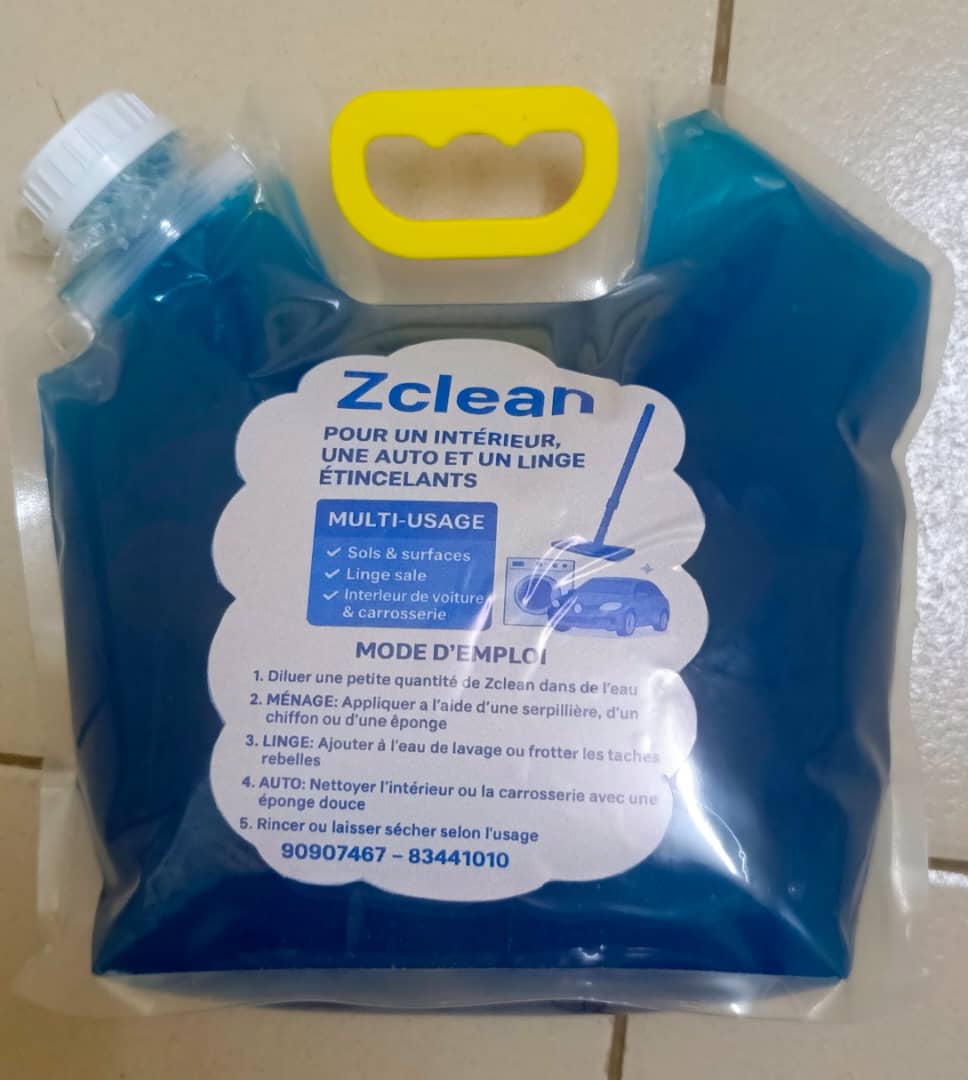 Zclean
POUR UN INTÉRIEUR,
UNE AUTO ET UN LINGE
ÉTINCELANTS
MULTI-USAGE
✓ Sols & surfaces
✓ Linge sale
✓ Interieur de voiture
& carrosserie
MODE D'EMPLOI
1. Diluer une petite quantité de Zclean dans de l'eau
2. MÉNAGE: Appliquer a l'aide d'une serpillière, d'un
chiffon ou d'une éponge
3. LINGE: Ajouter à l'eau de lavage ou frotter les taches
rebelles
4. AUTO: Nettoyer l'intérieur ou la carrosserie avec une
éponge douce
5. Rincer ou laisser sécher selon l'usage
90907467 – 83441010